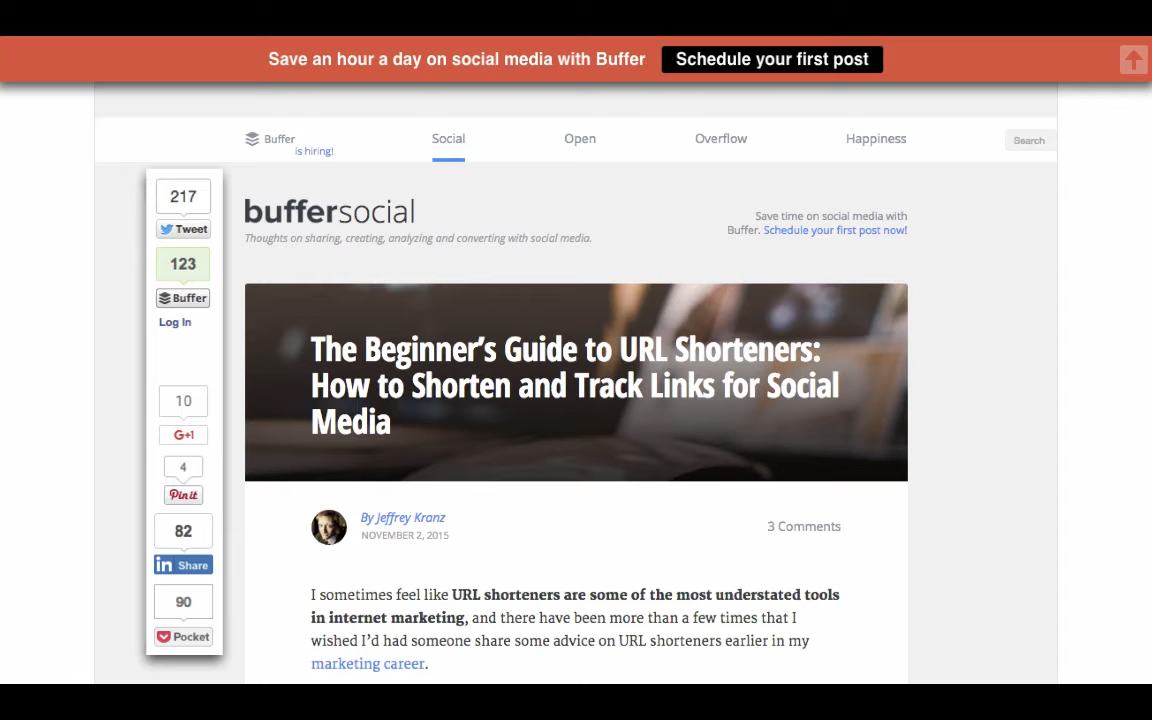 Save an hour a day on social media with Buffer Schedule your first post
Buffer
is hiring!
Social
Open
Overflow
Happiness
Search
217
Tweet
123
Buffer
Log In
10
G+1
4
Pinit
82
in Share
90
Pocket
buffersocial
Thoughts on sharing, creating, analyzing and converting with social media.
Save time on social media with
Buffer. Schedule your first post now!
The Beginner’s Guide to URL Shorteners:
How to Shorten and Track Links for Social
Media
By Jeffrey Kranz
NOVEMBER 2, 2015
3 Comments
I sometimes feel like URL shorteners are some of the most understated tools
in internet marketing, and there have been more than a few times that I
wished I’d had someone share some advice on URL shorteners earlier in my
marketing career.